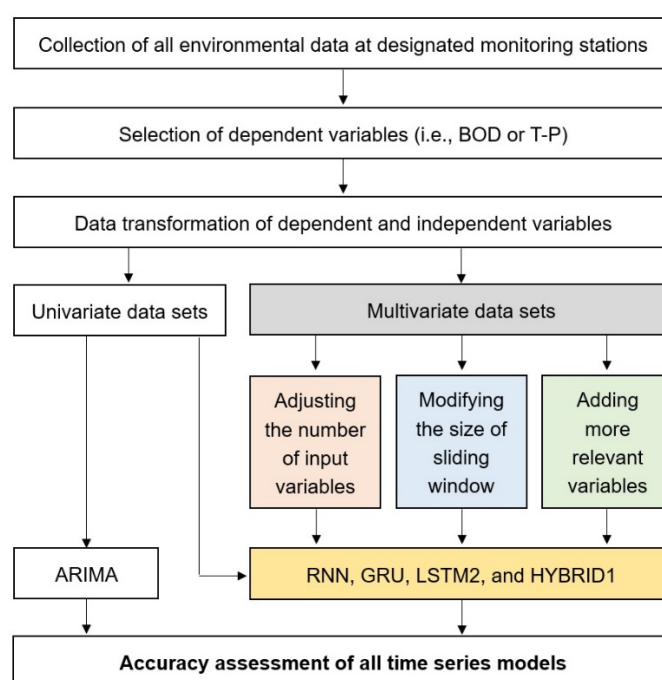 Collection of all environmental data at designated monitoring stations
Selection of dependent variables (i.e., BOD or T-P)
Data transformation of dependent and independent variables
Univariate data sets
Multivariate data sets
Adjusting
the number
of input
variables
Modifying
the size of
sliding
window
Adding
more
relevant
variables
ARIMA
RNN, GRU, LSTM2, and HYBRID1
Accuracy assessment of all time series models